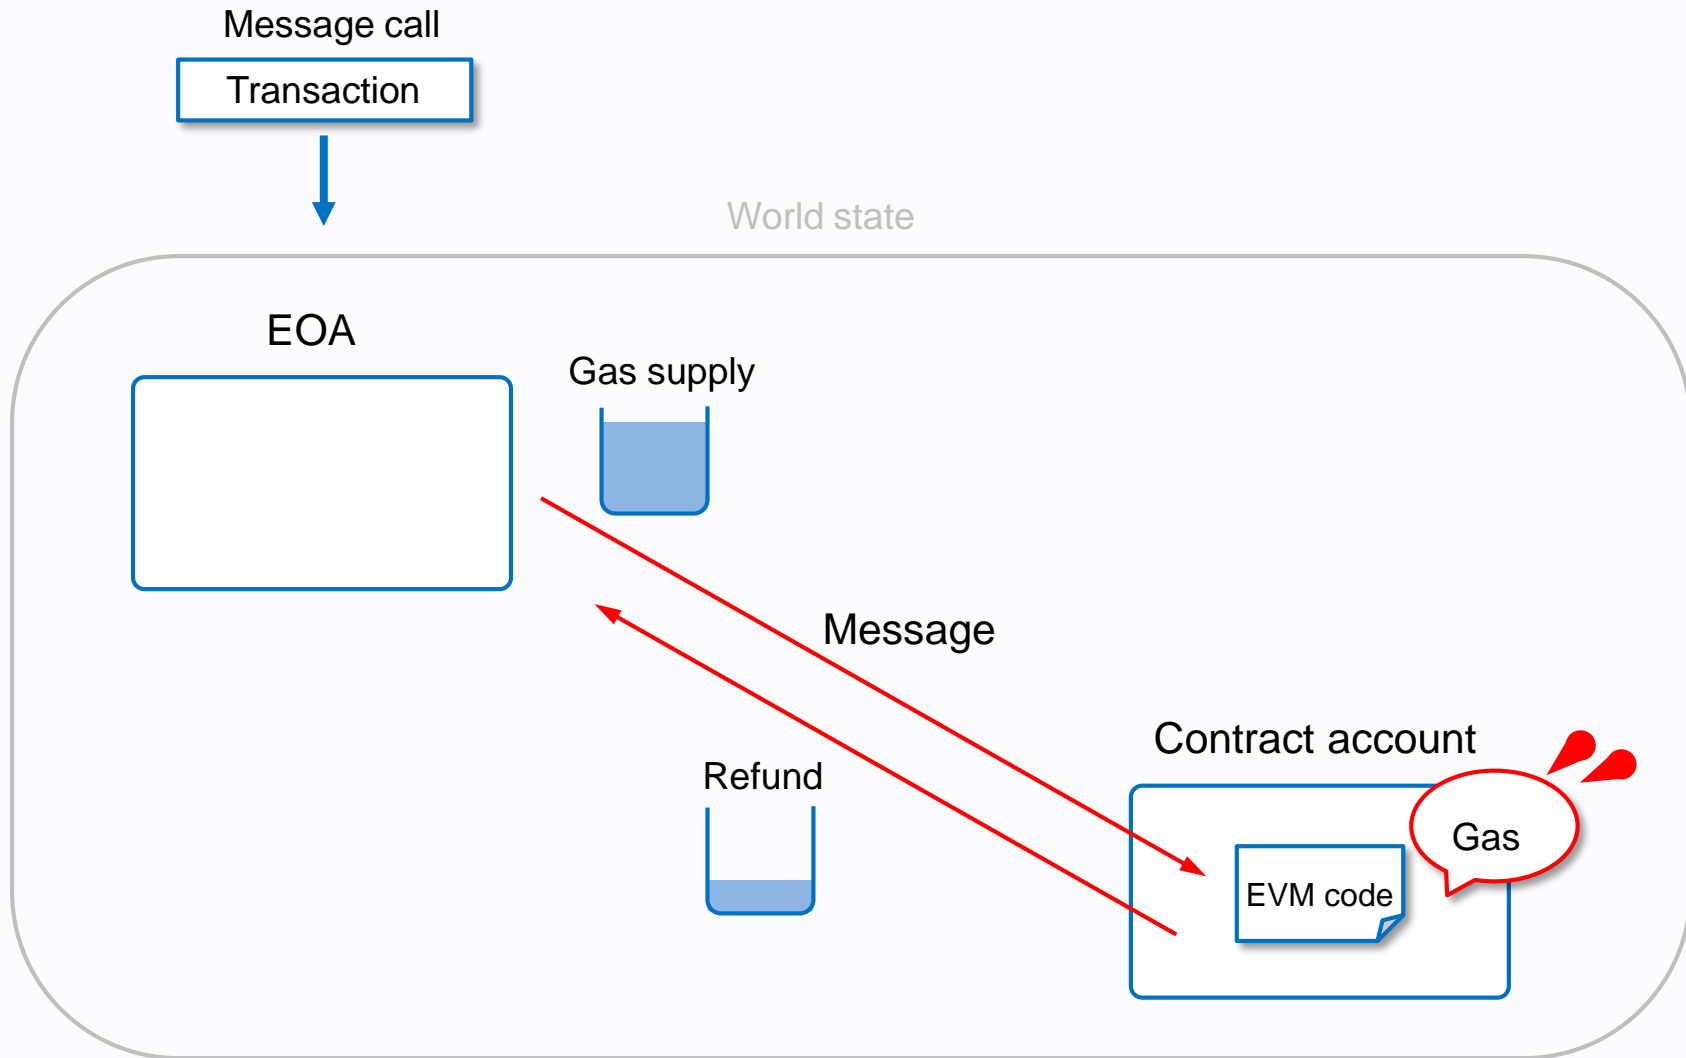 Message call
Transaction
World state
EOA
Gas supply
Message
Contract account
Refund
Gas
EVM code